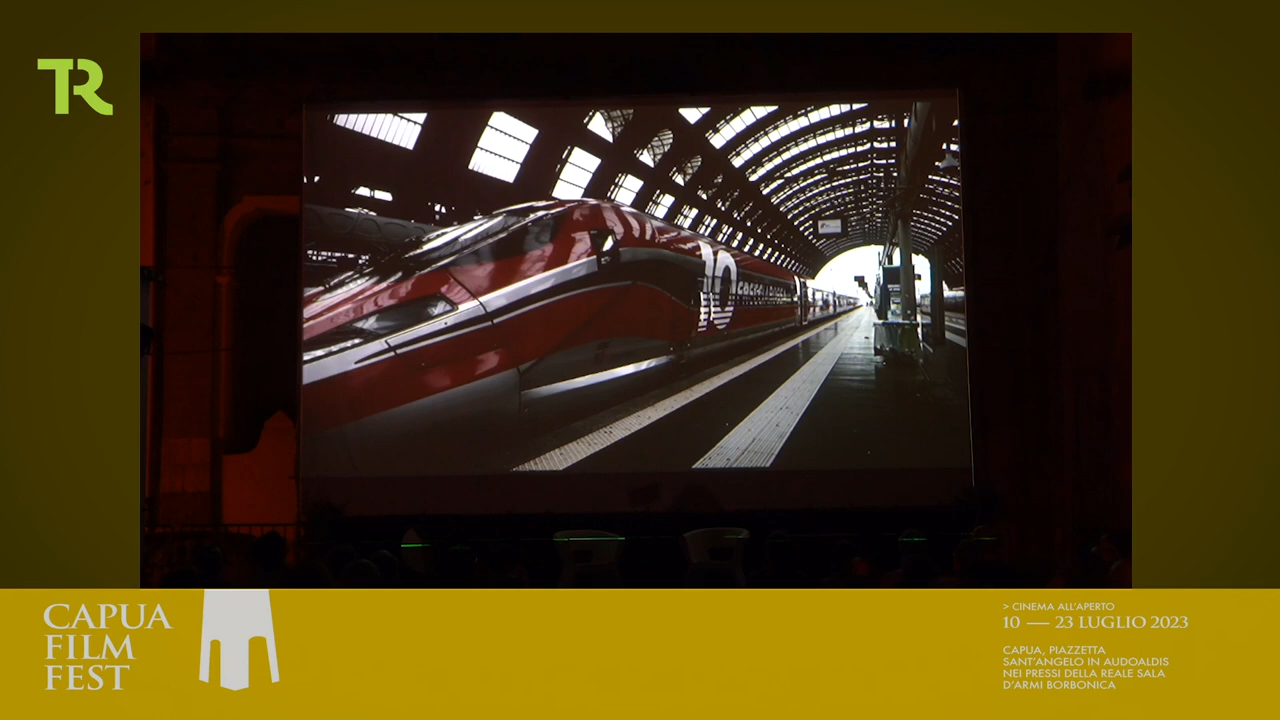 TR
10
CAPUA
FILM
FEST
> CINEMA ALL'APERTO
10 — 23 LUGLIO 2023
CAPUA, PIAZZETTA
SANT'ANGELO IN AUDOALDIS
NEI PRESSI DELLA REALE SALA
D'ARMI BORBONICA